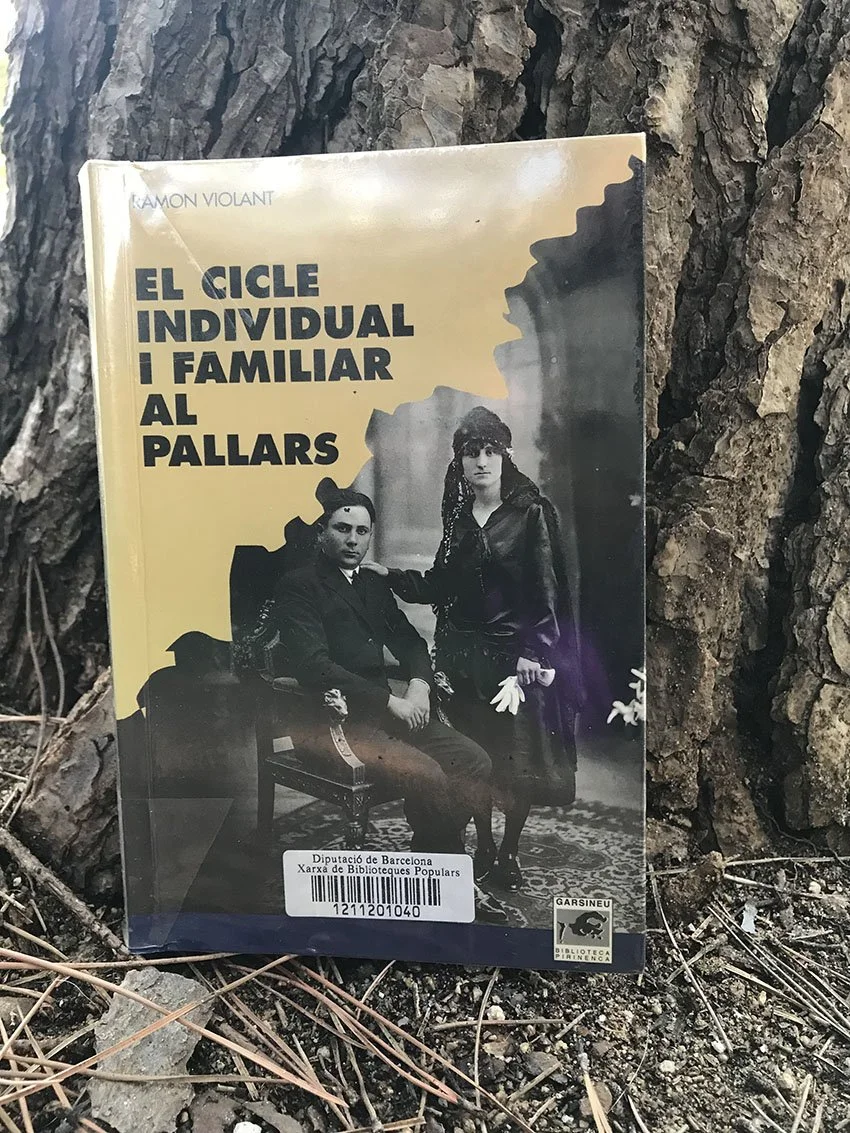 RAMON VIOLANT
EL CICLE
INDIVIDUAL
I FAMILIAR
AL
PALLARS
Diputació de Barcelona
Xarxa de Biblioteques Populars
1211201040
GARSINEU
BIBLIOTECA
PIRINENCA